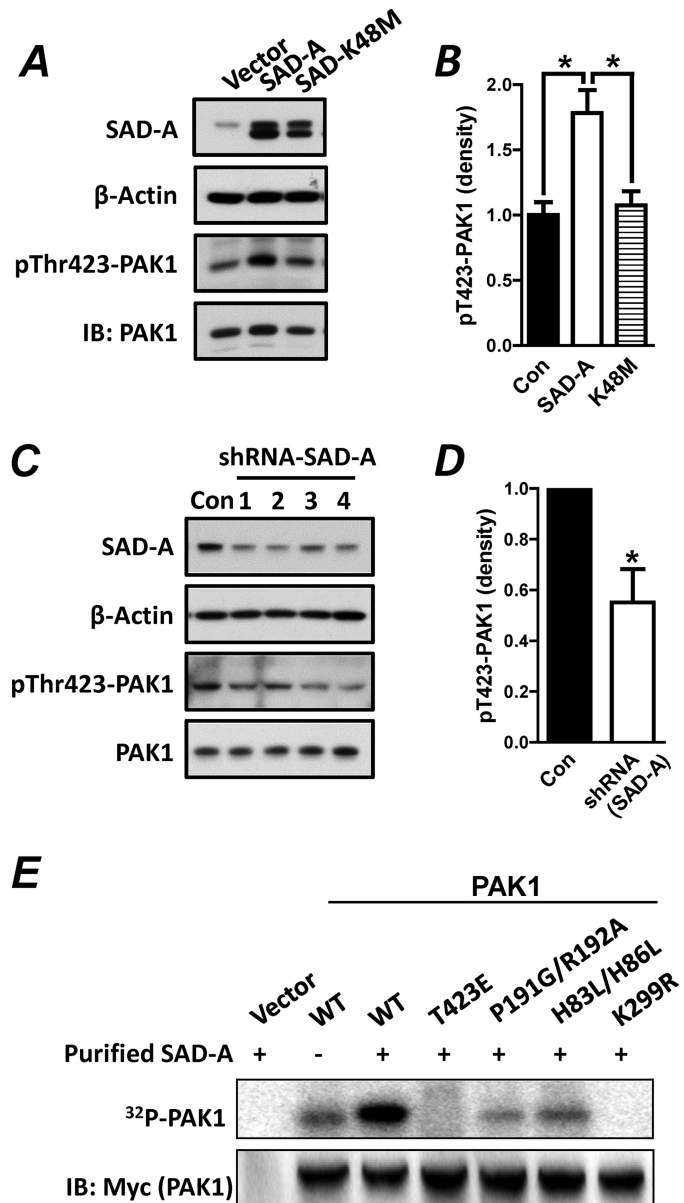 A
Vector
SAD-A
SAD-K48M
SAD-A
β-Actin
pThr423-PAK1
IB: PAK1
B
* *
pT423-PAK1 (density)
2.0
1.5
1.0
0.5
0.0
Con
SAD-A
K48M
C
shRNA-SAD-A
Con 1 2 3 4
SAD-A
β-Actin
pThr423-PAK1
PAK1
D
pT423-PAK1 (density)
1.0
0.8
0.6
0.4
0.2
0.0
*
Con
shRNA
(SAD-A)
E
PAK1
Vector
WT
WT
T423E
P191G/R192A
H83L/H86L
K299R
Purified SAD-A + - + + + + +
³²P-PAK1
IB: Myc (PAK1)